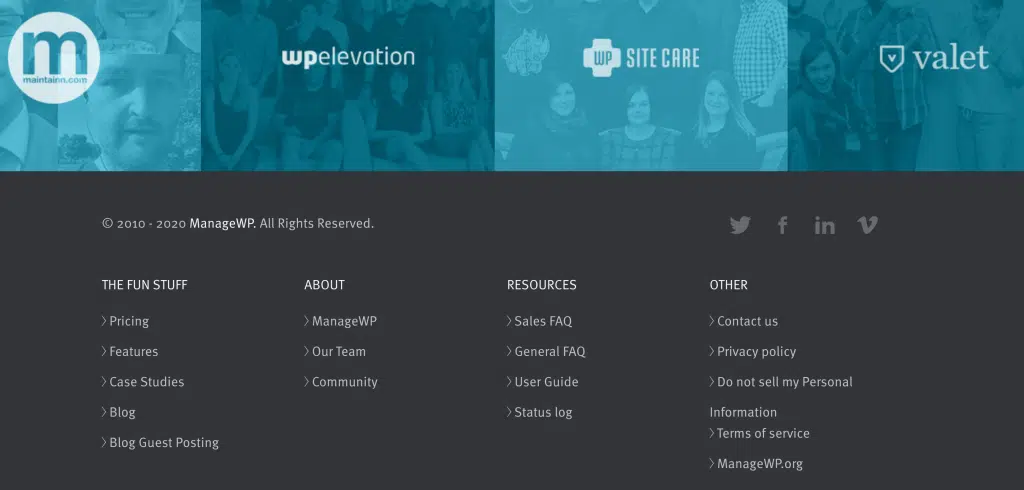 m
maintainn.com
wpelevation
WP SITE CARE
valet
© 2010 - 2020 ManageWP. All Rights Reserved.
THE FUN STUFF
〉Pricing
〉Features
〉Case Studies
〉Blog
〉Blog Guest Posting
ABOUT
〉ManageWP
〉Our Team
〉Community
RESOURCES
〉Sales FAQ
〉General FAQ
〉User Guide
〉Status log
OTHER
〉Contact us
〉Privacy policy
〉Do not sell my Personal
Information
〉Terms of service
〉ManageWP.org